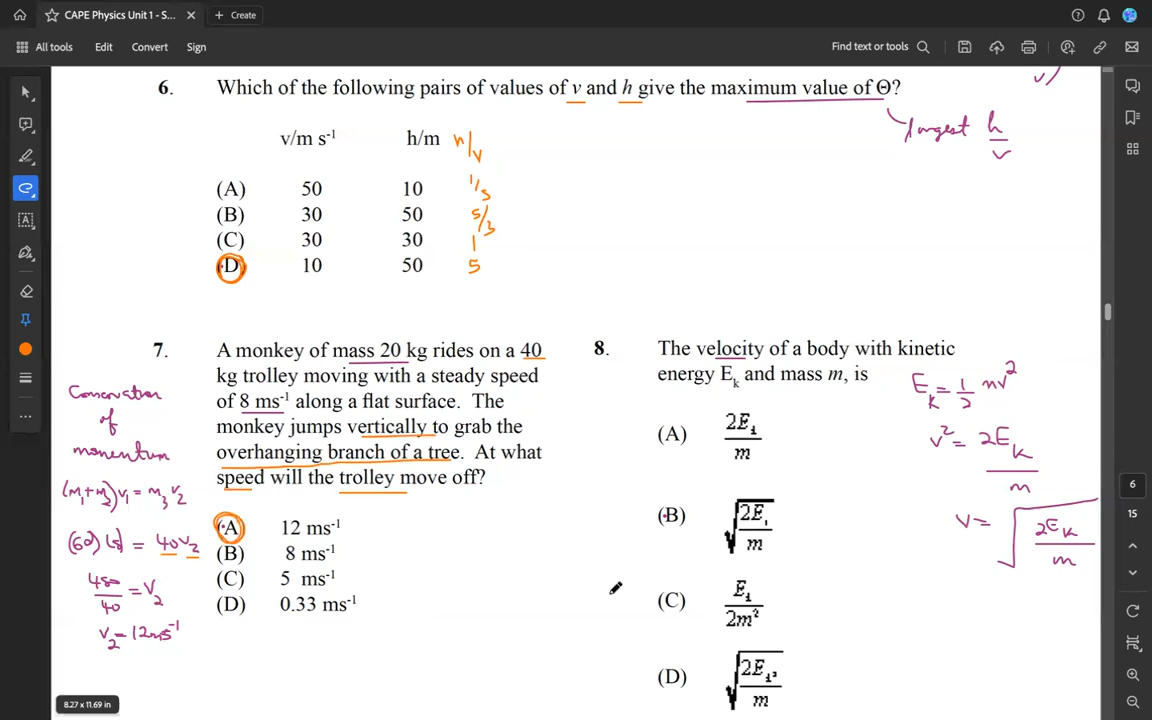 CAPE Physics Unit 1 - S...
Create
All tools
Edit
Convert
Sign
Find text or tools
6. Which of the following pairs of values of v and h give the maximum value of Θ?
largest h/v
v/m s⁻¹ h/m h/v
(A) 50 10 1/5
(B) 30 50 5/3
(C) 30 30 1
(D) 10 50 5
7. A monkey of mass 20 kg rides on a 40
kg trolley moving with a steady speed
of 8 ms⁻¹ along a flat surface. The
monkey jumps vertically to grab the
overhanging branch of a tree. At what
speed will the trolley move off?
(A) 12 ms⁻¹
(B) 8 ms⁻¹
(C) 5 ms⁻¹
(D) 0.33 ms⁻¹
Conservation
of
momentum
(m₁+m₂)v₁ = m₃v₂
(60)(8) = 40v₂
480/40 = v₂
v₂ = 12ms⁻¹
8. The velocity of a body with kinetic
energy Eₖ and mass m, is
(A) 2Eₖ/m
(B) √(2Eₖ/m)
(C) Eₖ/2m²
(D) √(2Eₖ²/m)
Eₖ = 1/2 mv²
v² = 2Eₖ/m
v = √(2Eₖ/m)
6
15
8.27 x 11.69 in